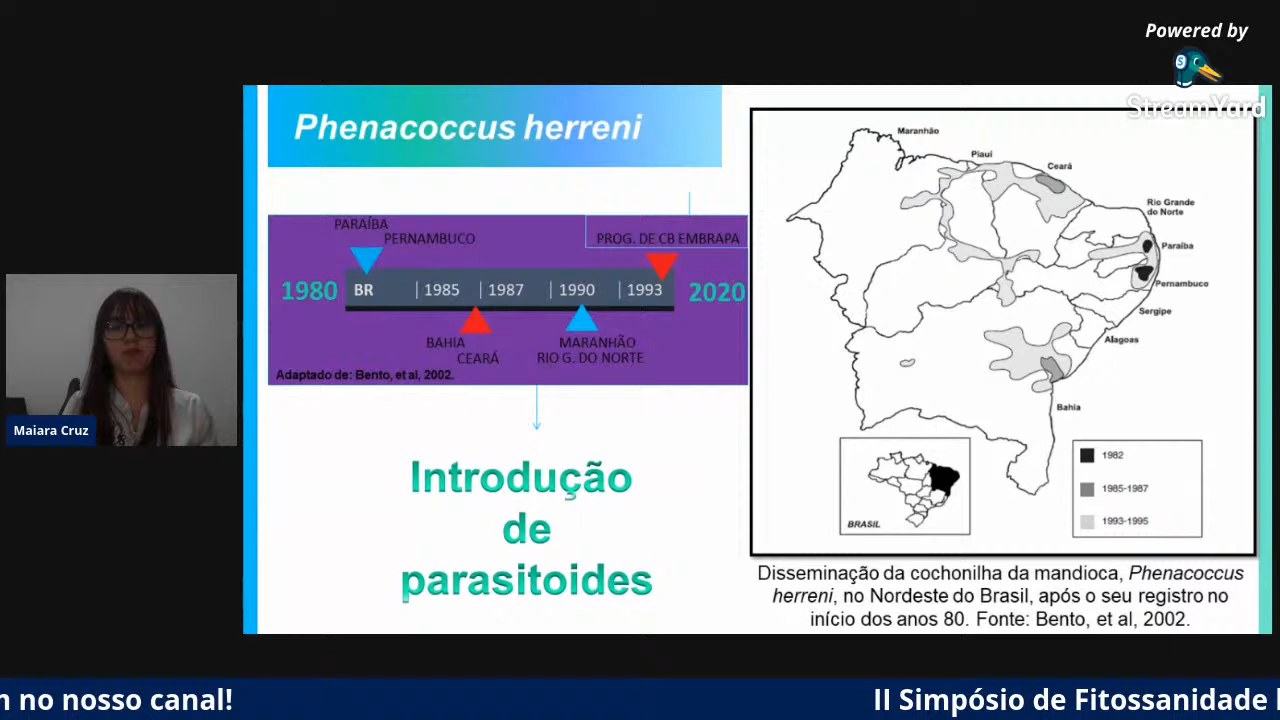 Powered by
StreamYard
Phenacoccus herreni
PARAÍBA
PERNAMBUCO
PROG. DE CB EMBRAPA
1980
BR
1985
1987
1990
1993
2020
BAHIA
CEARÁ
MARANHÃO
RIO G. DO NORTE
Adaptado de: Bento, et al, 2002.
Introdução
de
parasitoides
Maranhão
Piauí
Ceará
Rio Grande
do Norte
Paraíba
Pernambuco
Sergipe
Alagoas
Bahia
BRASIL
1982
1985-1987
1993-1995
Disseminação da cochonilha da mandioca, Phenacoccus
herreni, no Nordeste do Brasil, após o seu registro no
início dos anos 80. Fonte: Bento, et al, 2002.
Maiara Cruz
no nosso canal!
II Simpósio de Fitossanidade